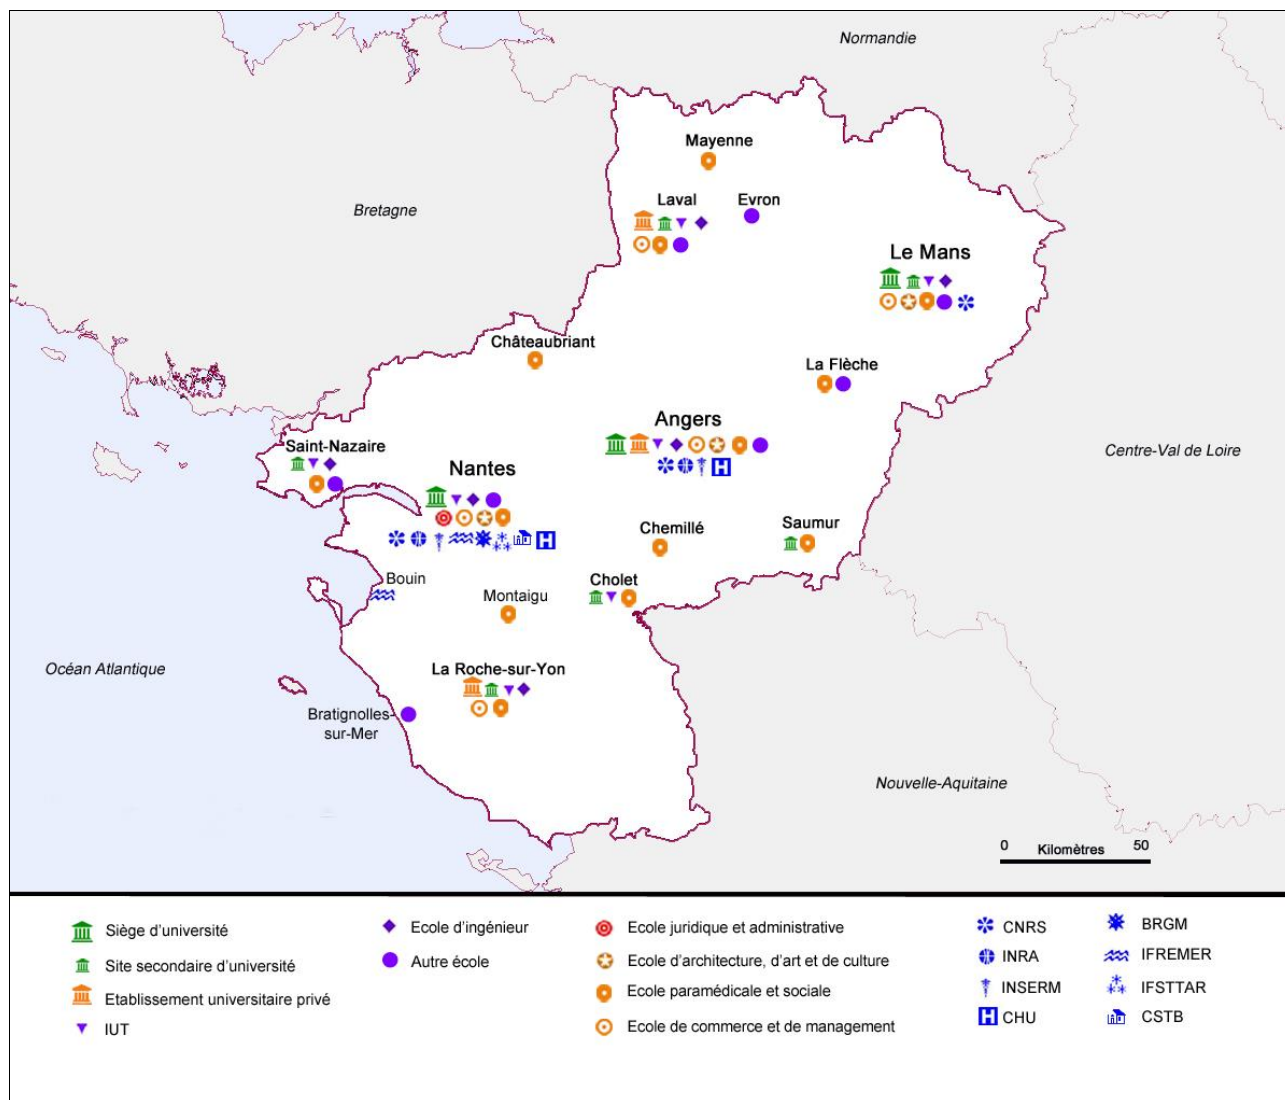 Normandie
Mayenne
Laval
Evron
Bretagne
Le Mans
Châteaubriant
La Flèche
Angers
Saint-Nazaire
Centre-Val de Loire
Nantes
Chemillé
Saumur
Bouin
Cholet
Montaigu
Océan Atlantique
La Roche-sur-Yon
Bratignolles-
sur-Mer
Nouvelle-Aquitaine
0 Kilomètres 50
Siège d'université
Site secondaire d'université
Etablissement universitaire privé
IUT
Ecole d'ingénieur
Autre école
Ecole juridique et administrative
Ecole d'architecture, d'art et de culture
Ecole paramédicale et sociale
Ecole de commerce et de management
CNRS
INRA
INSERM
H CHU
BRGM
IFREMER
IFSTTAR
CSTB